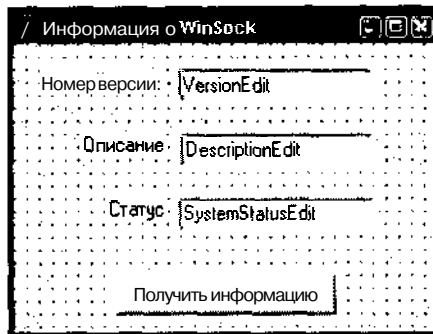 Информация о WinSock
Номер версии: VersionEdit
Описание DescriptionEdit
Статус SystemStatusEdit
Получить информацию